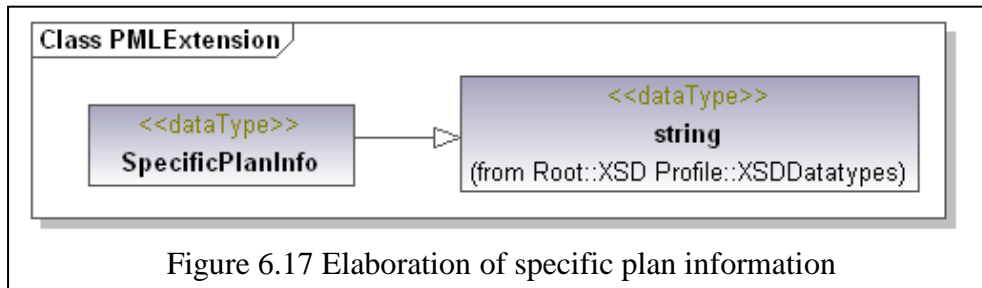 Class PMLExtension
<<dataType>>
SpecificPlanInfo
<<dataType>>
string
(from Root::XSD Profile::XSDDatatypes)
Figure 6.17 Elaboration of specific plan information